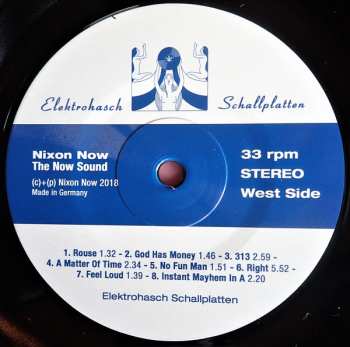 Elektrohasch Schallplatten
Nixon Now
The Now Sound
(c)+(p) Nixon Now 2018
Made in Germany
33 rpm
STEREO
West Side
1. Rouse 1.32 - 2. God Has Money 1.46 - 3. 313 2.59 -
4. A Matter Of Time 2.34 - 5. No Fun Man 1.51 - 6. Right 5.52 -
7. Feel Loud 1.39 - 8. Instant Mayhem In A 2.20
Elektrohasch Schallplatten